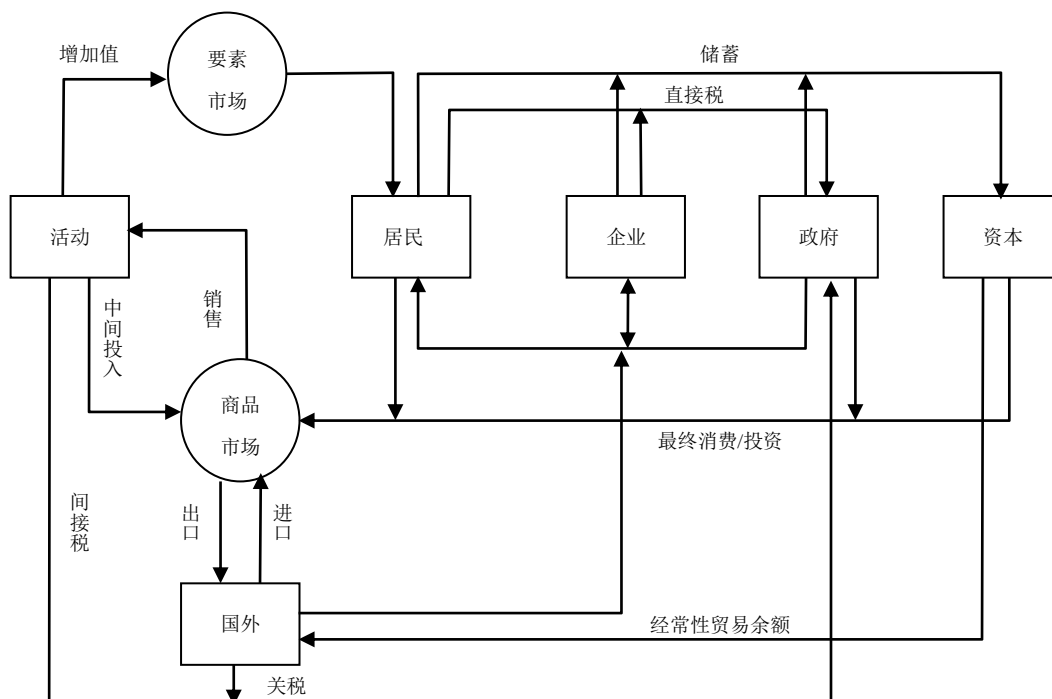 增加值
要素
市场
储蓄
直接税
活动
居民
企业
政府
资本
中间投入
销售
商品
市场
最终消费/投资
间接税
出口
进口
国外
经常性贸易余额
关税